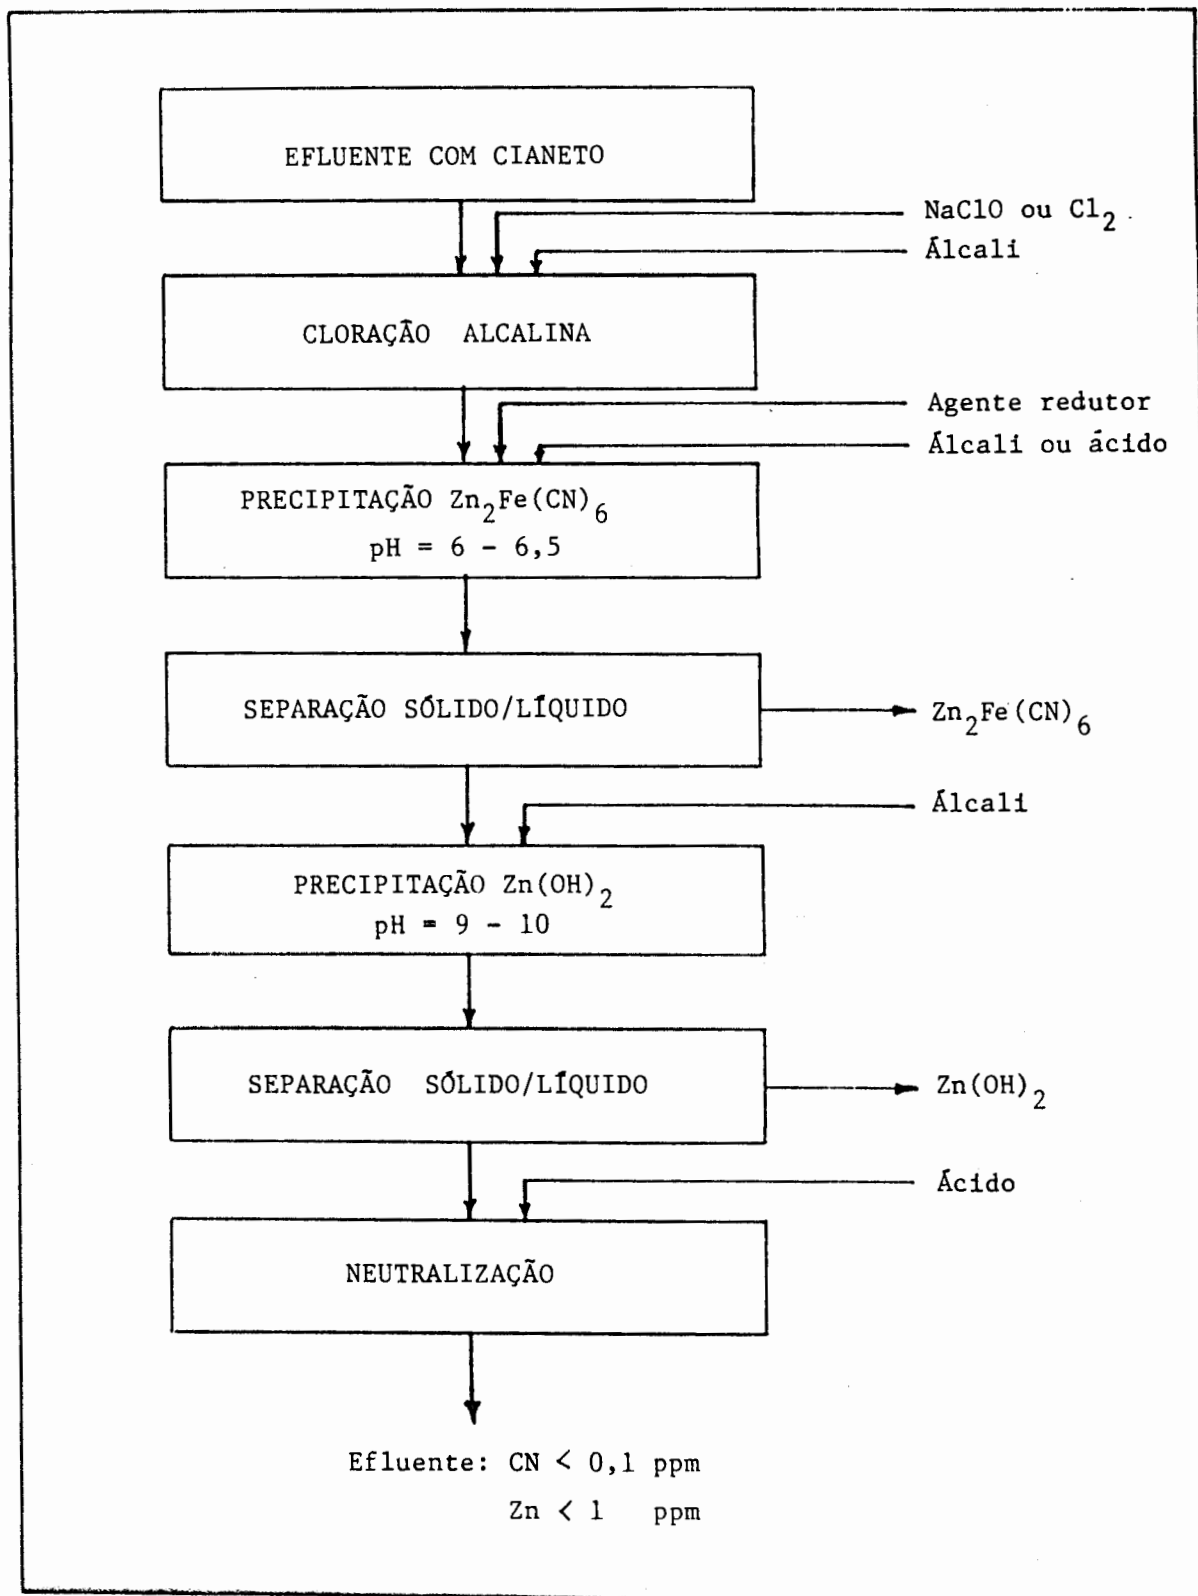 EFLUENTE COM CIANETO
NaClO ou Cl2
Álcali
CLORAÇÃO ALCALINA
Agente redutor
Álcali ou ácido
PRECIPITAÇÃO Zn2Fe(CN)6
pH = 6 - 6,5
SEPARAÇÃO SÓLIDO/LÍQUIDO
Zn2Fe(CN)6
Álcali
PRECIPITAÇÃO Zn(OH)2
pH = 9 - 10
SEPARAÇÃO SÓLIDO/LÍQUIDO
Zn(OH)2
Ácido
NEUTRALIZAÇÃO
Efluente: CN < 0,1 ppm
Zn < 1 ppm